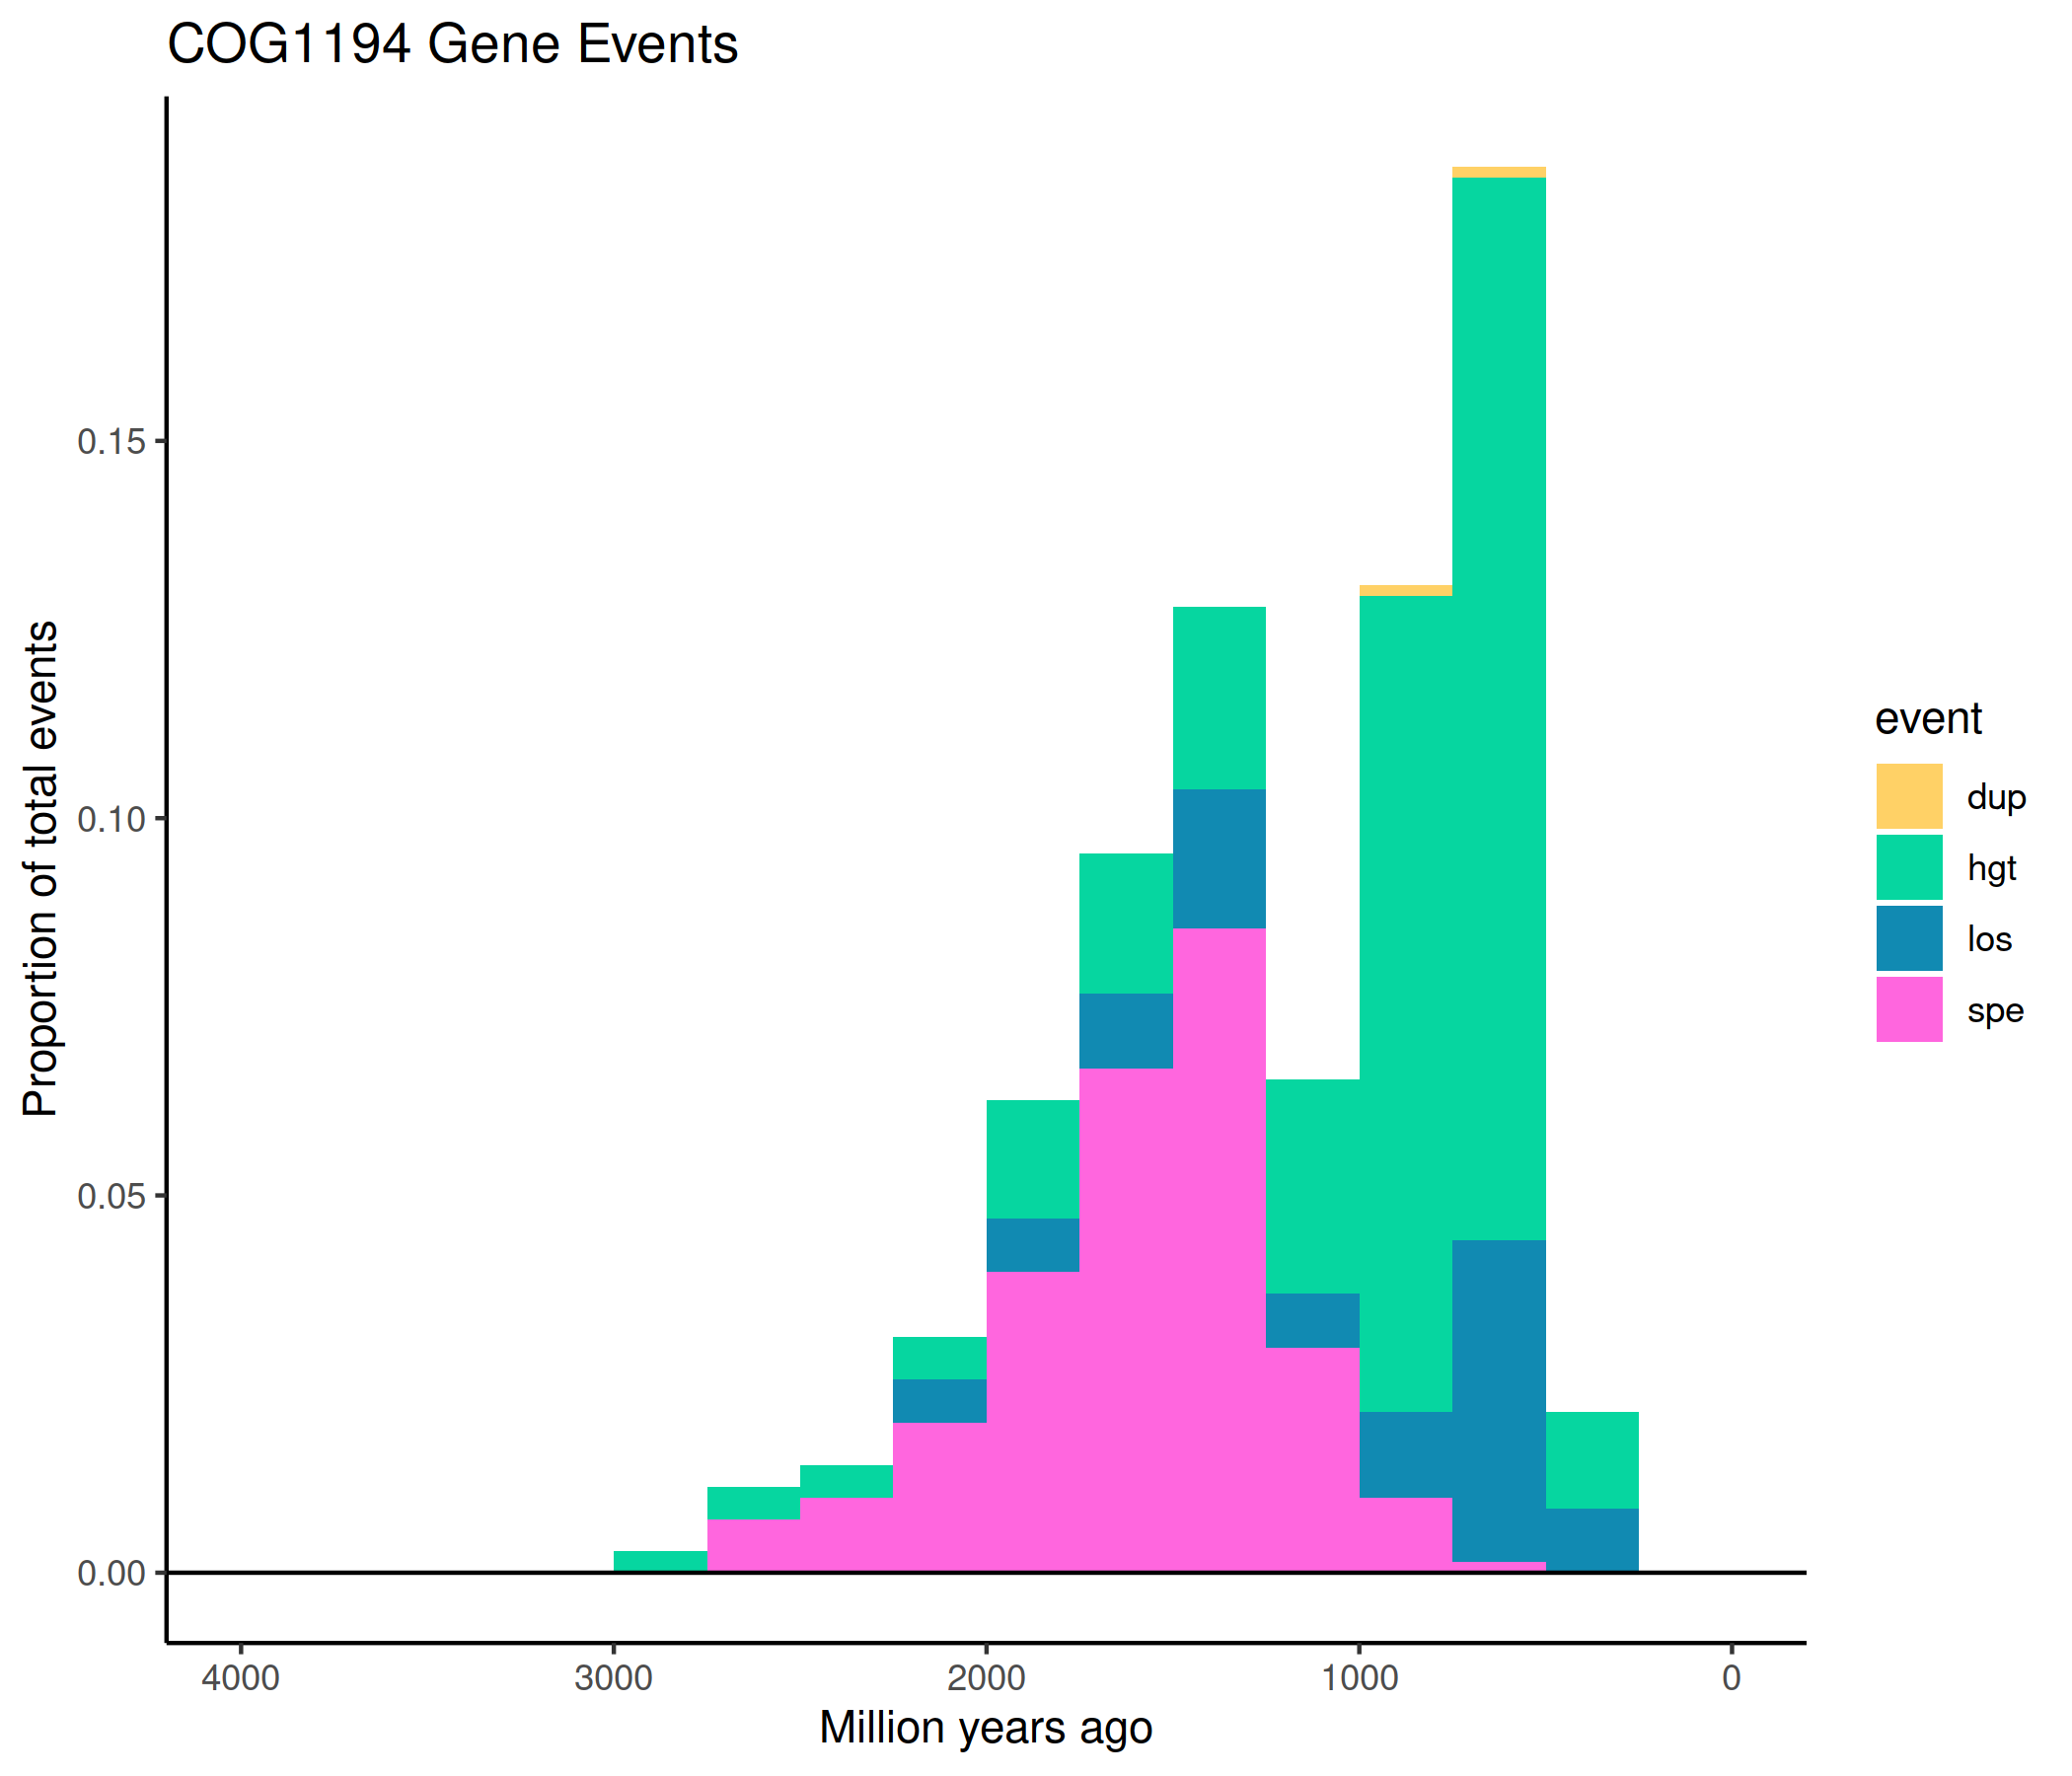 COG1194 Gene Events
Proportion of total events
0.15
0.10
0.05
0.00
4000
3000
2000
1000
0
Million years ago
event
dup
hgt
los
spe